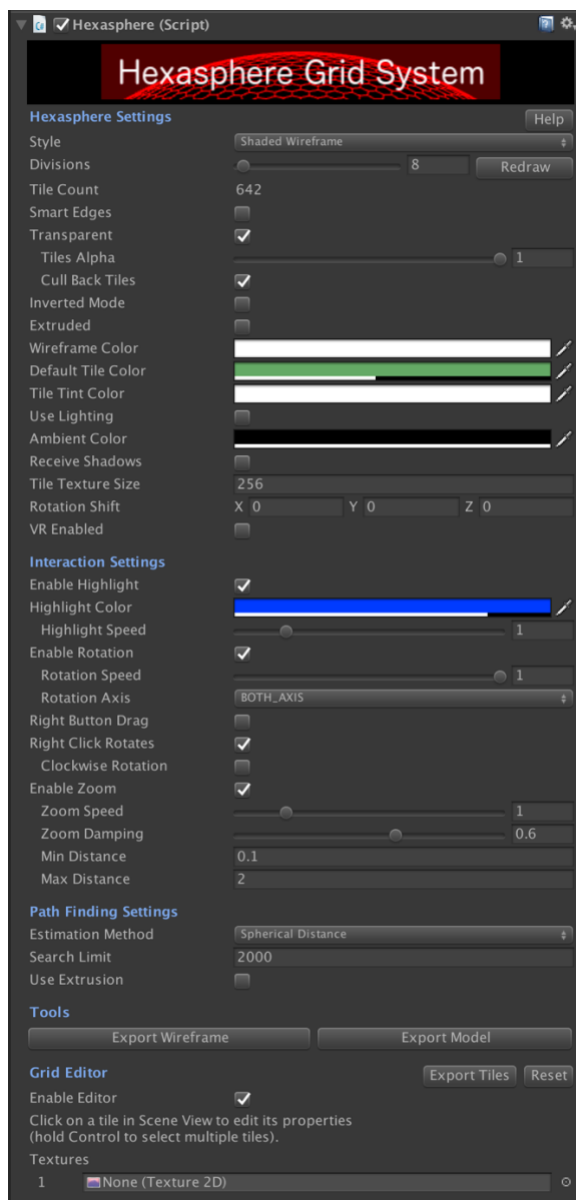 Hexasphere (Script)
Hexasphere Grid System
Hexasphere Settings Help
Style Shaded Wireframe
Divisions 8 Redraw
Tile Count 642
Smart Edges
Transparent
Tiles Alpha 1
Cull Back Tiles
Inverted Mode
Extruded
Wireframe Color
Default Tile Color
Tile Tint Color
Use Lighting
Ambient Color
Receive Shadows
Tile Texture Size 256
Rotation Shift X 0 Y 0 Z 0
VR Enabled
Interaction Settings
Enable Highlight
Highlight Color
Highlight Speed 1
Enable Rotation
Rotation Speed 1
Rotation Axis BOTH_AXIS
Right Button Drag
Right Click Rotates
Clockwise Rotation
Enable Zoom
Zoom Speed 1
Zoom Damping 0.6
Min Distance 0.1
Max Distance 2
Path Finding Settings
Estimation Method Spherical Distance
Search Limit 2000
Use Extrusion
Tools
Export Wireframe Export Model
Grid Editor Export Tiles Reset
Enable Editor
Click on a tile in Scene View to edit its properties
(hold Control to select multiple tiles).
Textures
1 None (Texture 2D)